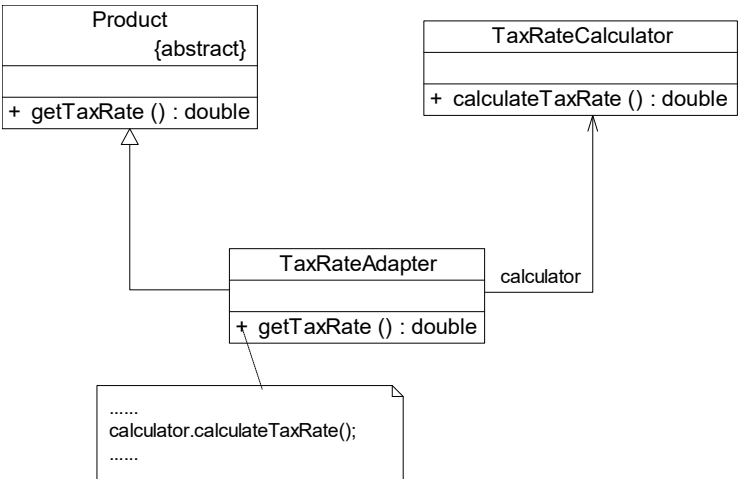 Product
{abstract}
+ getTaxRate () : double
TaxRateCalculator
+ calculateTaxRate () : double
TaxRateAdapter
+ getTaxRate () : double
calculator
......
calculator.calculateTaxRate();
......